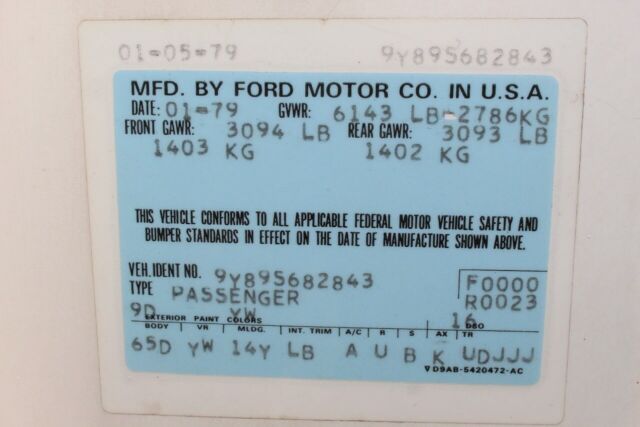 01-05-79 9Y89S682843
MFD. BY FORD MOTOR CO. IN U.S.A.
DATE: 01-79 GVWR: 6143 LB-2786KG
FRONT GAWR: 3094 LB REAR GAWR: 3093 LB
1403 KG 1402 KG
THIS VEHICLE CONFORMS TO ALL APPLICABLE FEDERAL MOTOR VEHICLE SAFETY AND
BUMPER STANDARDS IN EFFECT ON THE DATE OF MANUFACTURE SHOWN ABOVE.
VEH. IDENT NO. 9Y89S682843 F0000
TYPE PASSENGER R0023
9D YW 16
EXTERIOR PAINT COLORS DSO
BODY VR MLDG. INT. TRIM A/C R S AX TR
65D YW 14Y LB A U B K UDJJJ
▽ D9AB-5420472-AC